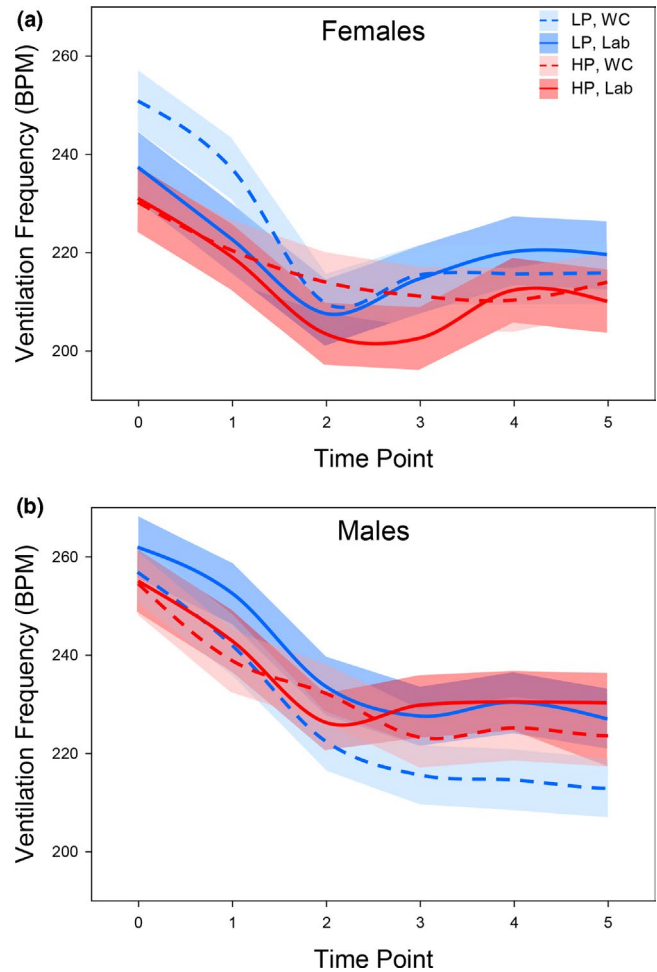 (a)
Females
LP, WC
LP, Lab
HP, WC
HP, Lab
Ventilation Frequency (BPM)
260
240
220
200
0 1 2 3 4 5
Time Point
(b)
Males
Ventilation Frequency (BPM)
260
240
220
200
0 1 2 3 4 5
Time Point